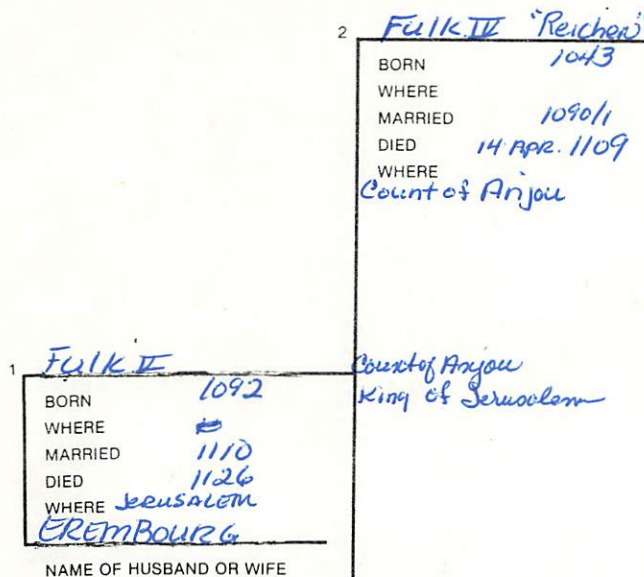 2 Fulk IV "Reichen"
BORN 1043
WHERE
MARRIED 1090/1
DIED 14 APR. 1109
WHERE
Count of Anjou
1 Fulk V
BORN 1092
WHERE
MARRIED 1110
DIED 1126
WHERE JERUSALEM
EREMBOURG
NAME OF HUSBAND OR WIFE
Count of Anjou
King of Jerusalem